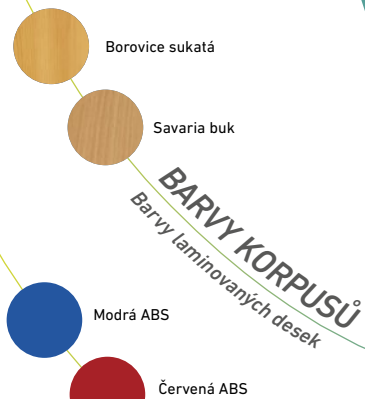 Borovice sukatá
Savaria buk
BARVY KORPUSŮ
Barvy laminovaných desek
Modrá ABS
Červená ABS